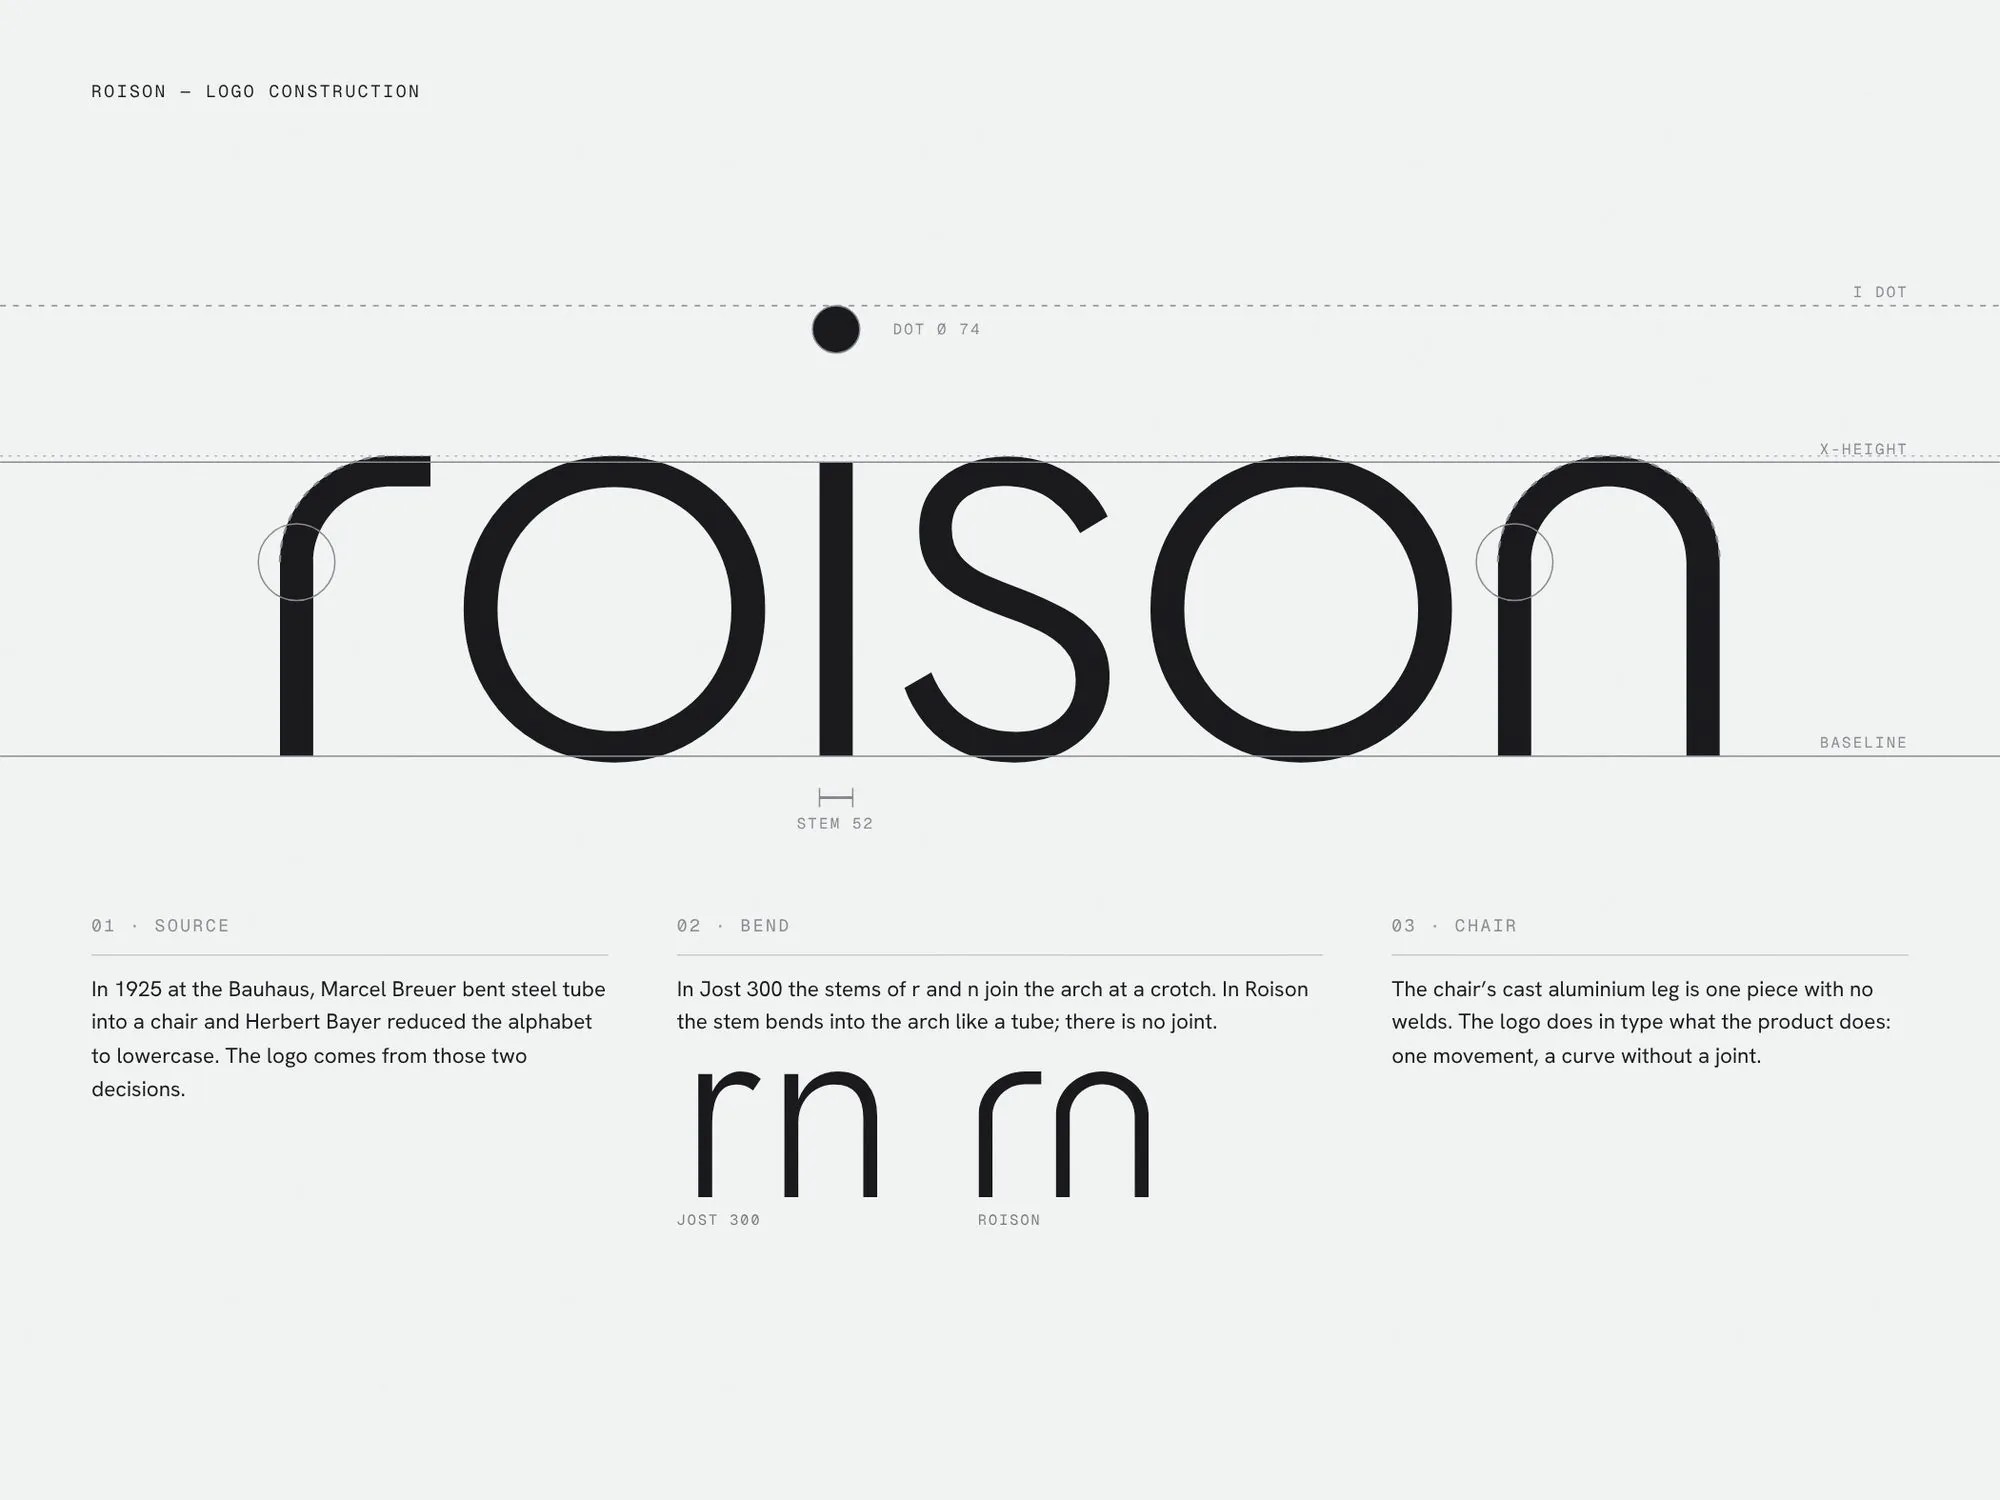 ROISON — LOGO CONSTRUCTION
I DOT
DOT Ø 74
X-HEIGHT
roison
BASELINE
STEM 52
01 · SOURCE
In 1925 at the Bauhaus, Marcel Breuer bent steel tube
into a chair and Herbert Bayer reduced the alphabet
to lowercase. The logo comes from those two
decisions.
02 · BEND
In Jost 300 the stems of r and n join the arch at a crotch. In Roison
the stem bends into the arch like a tube; there is no joint.
rn
JOST 300
rn
ROISON
03 · CHAIR
The chair’s cast aluminium leg is one piece with no
welds. The logo does in type what the product does:
one movement, a curve without a joint.